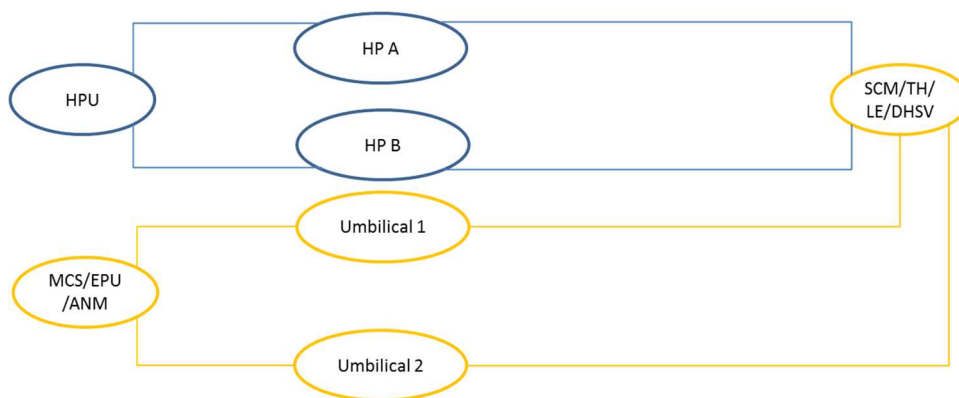 HP A
HPU
SCM/TH/
LE/DHSV
HP B
Umbilical 1
MCS/EPU
/ANM
Umbilical 2